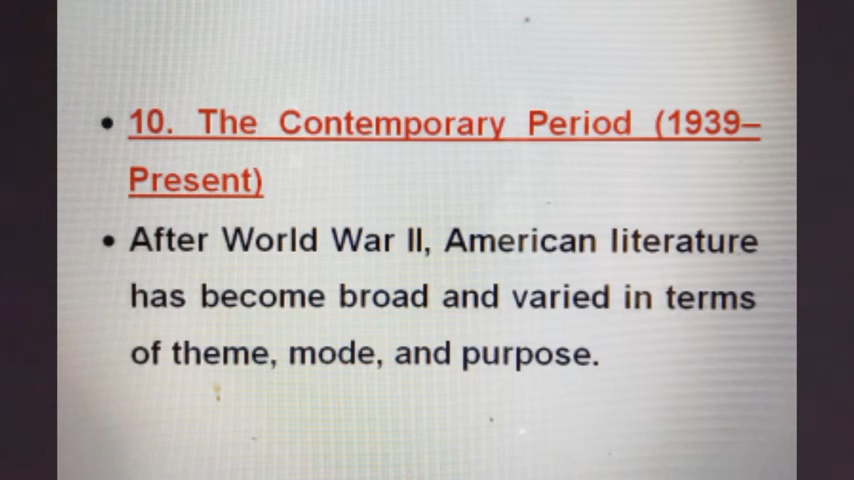 • 10. The Contemporary Period (1939–
Present)
• After World War II, American literature
has become broad and varied in terms
of theme, mode, and purpose.